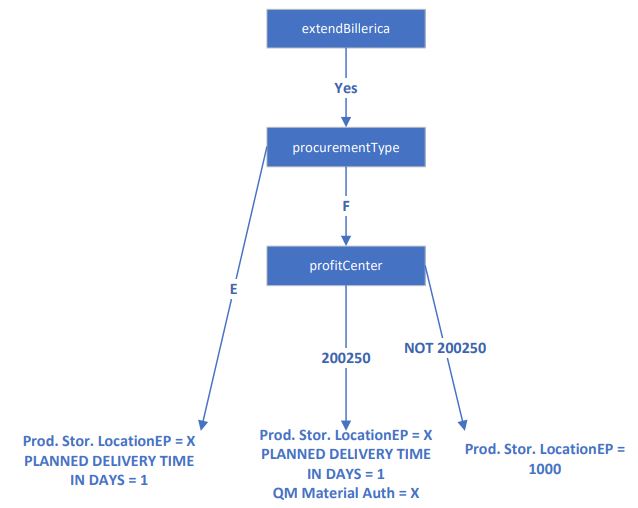 extendBillerica
Yes
procurementType
F
profitCenter
E
200250
NOT 200250
Prod. Stor. LocationEP = X
PLANNED DELIVERY TIME
IN DAYS = 1
Prod. Stor. LocationEP = X
PLANNED DELIVERY TIME
IN DAYS = 1
QM Material Auth = X
Prod. Stor. LocationEP =
1000